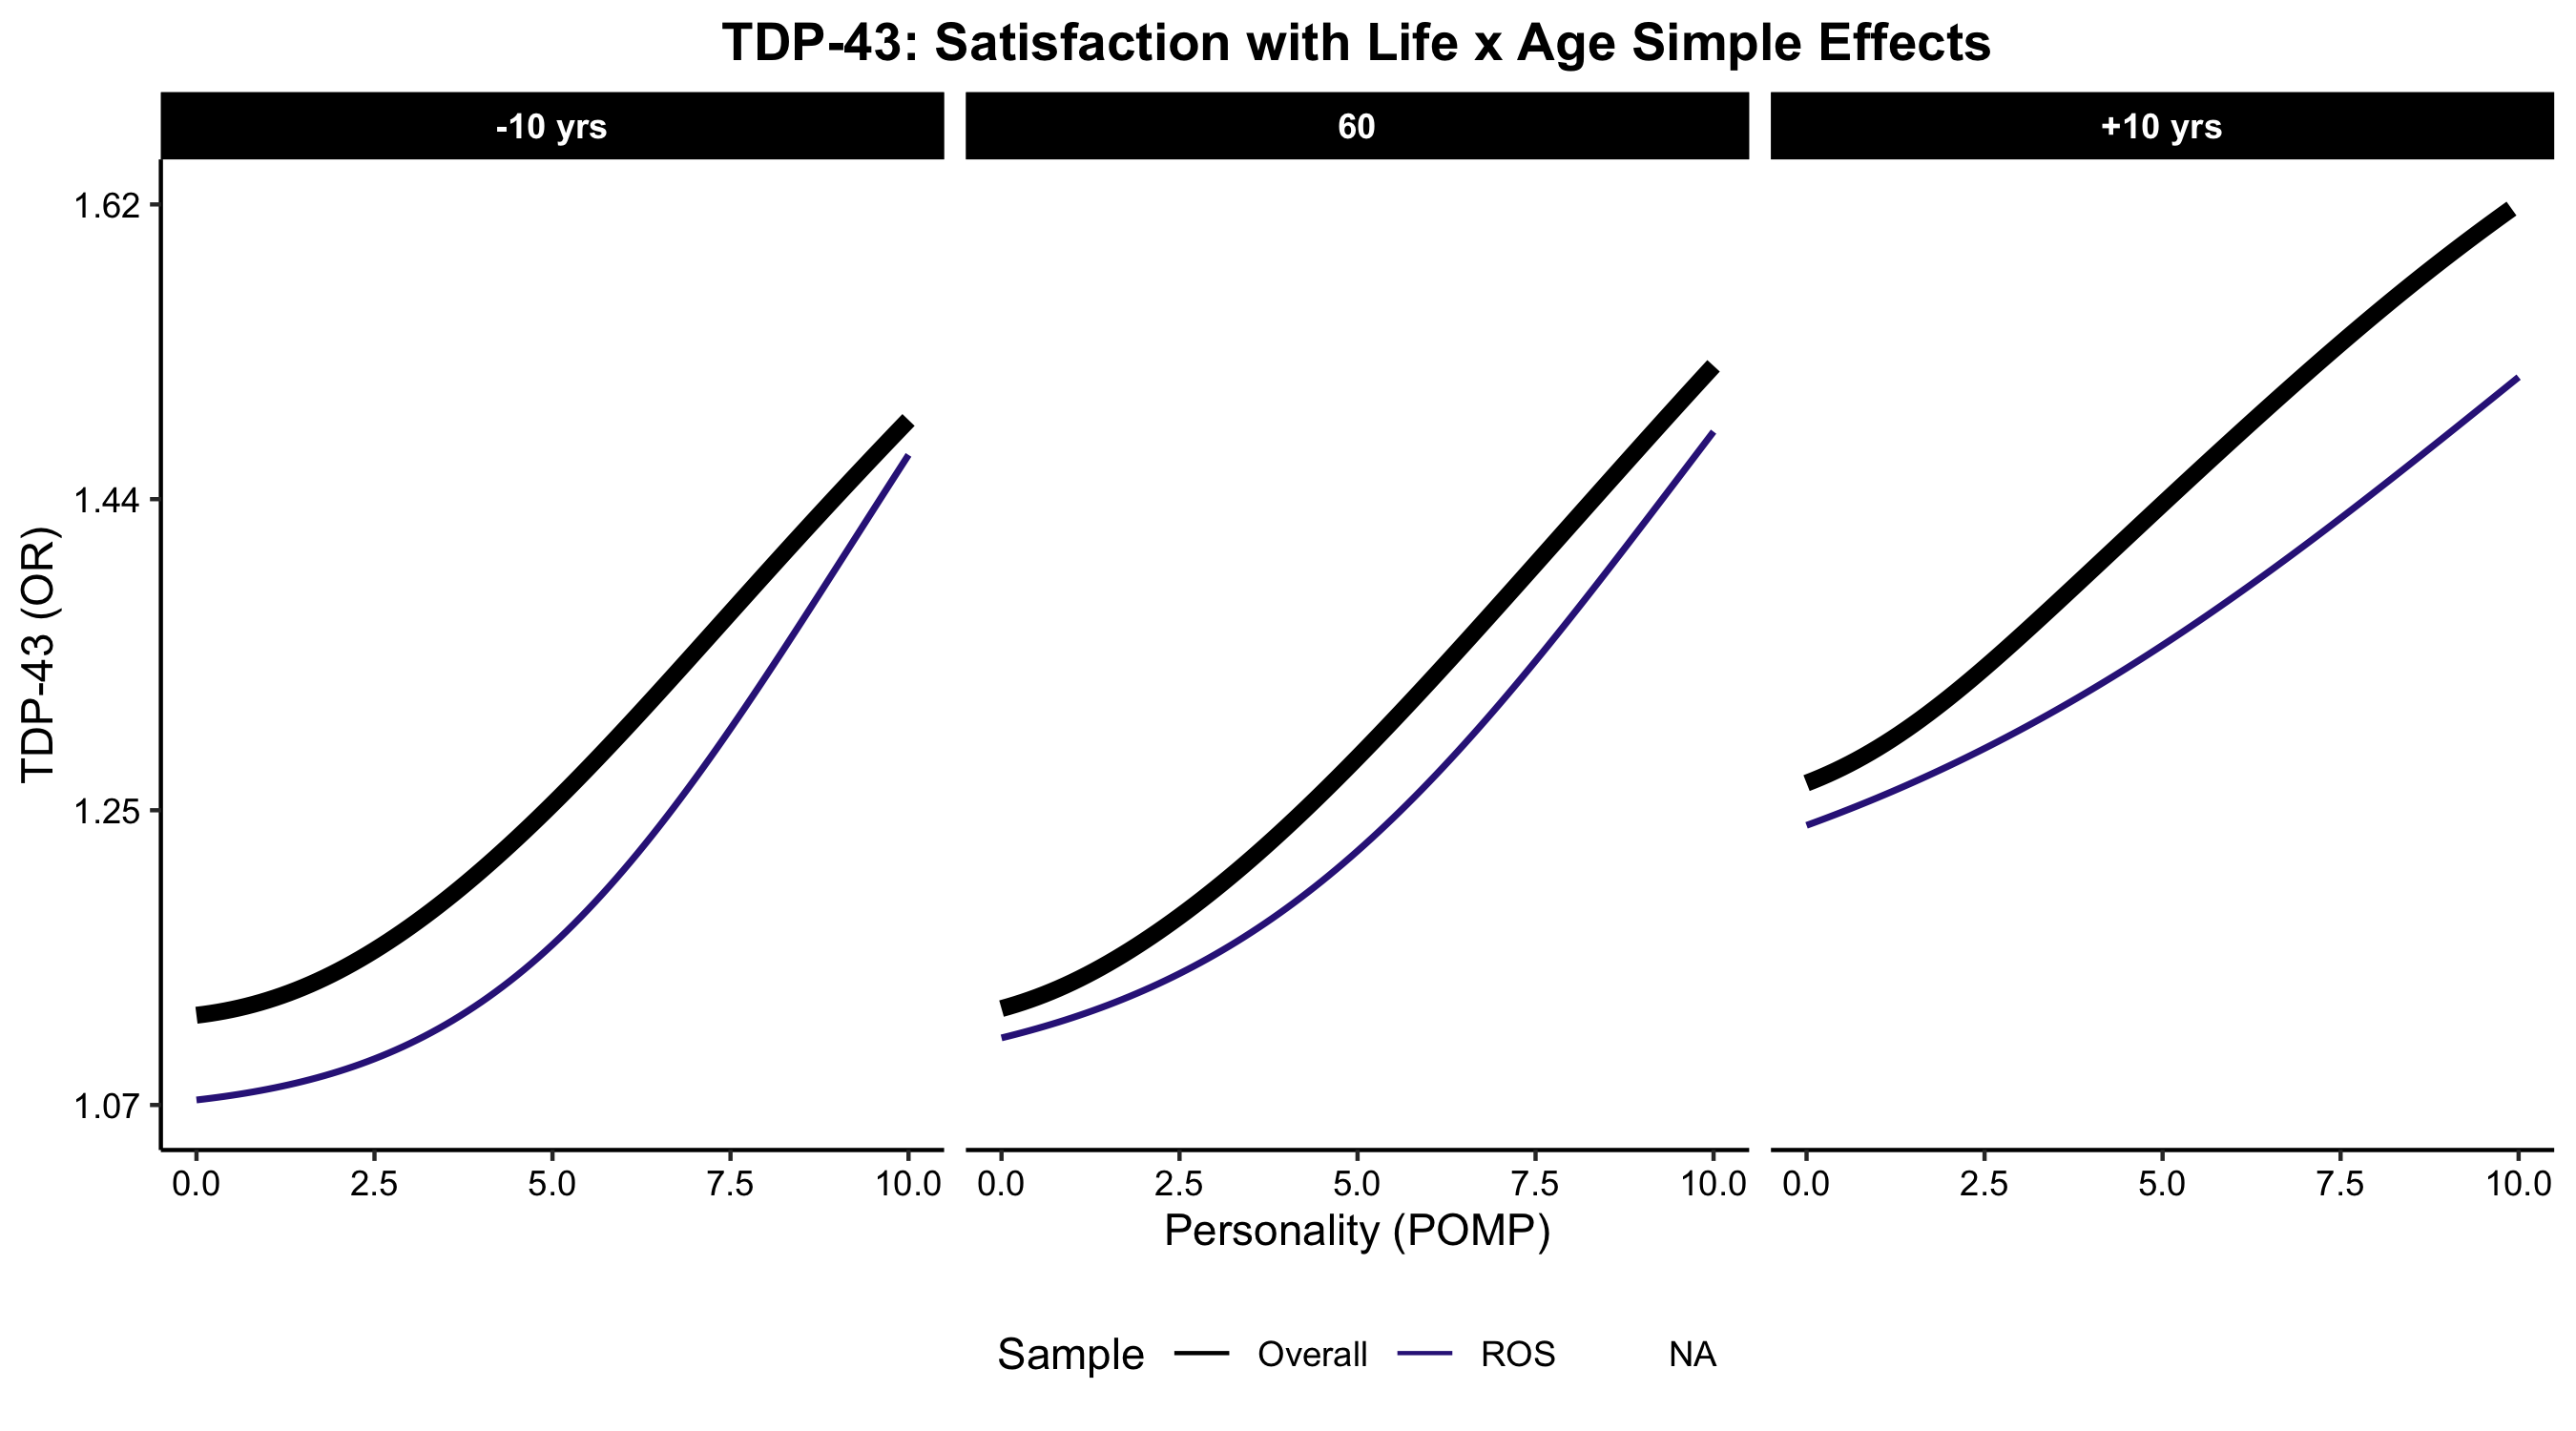 TDP-43: Satisfaction with Life x Age Simple Effects
-10 yrs
60
+10 yrs
TDP-43 (OR)
1.62
1.44
1.25
1.07
0.0 2.5 5.0 7.5 10.0
0.0 2.5 5.0 7.5 10.0
0.0 2.5 5.0 7.5 10.0
Personality (POMP)
Sample Overall ROS NA